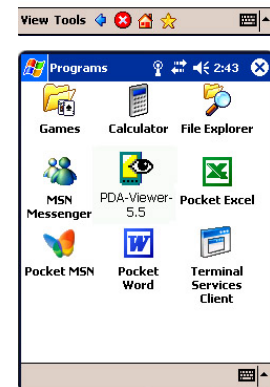 View Tools
Programs 2:43
Games Calculator File Explorer
MSN Messenger PDA-Viewer-5.5 Pocket Excel
Pocket MSN Pocket Word Terminal Services Client